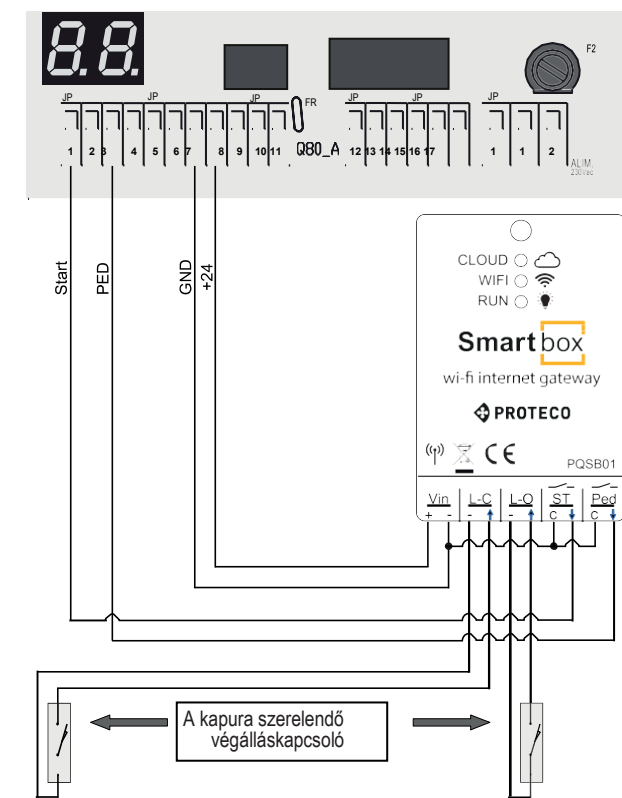 8.8.
F2
JP JP JP FR JP JP JP
1 2 3 4 5 6 7 8 9 10 11 Q80_A 12 13 14 15 16 17 1 1 2
ALIM.
230Vac
Start
PED
GND
+24
CLOUD
WIFI
RUN
Smart box
wi-fi internet gateway
PROTECO
CE
PQSB01
Vin L-C L-O ST Ped
+ - - - C C
A kapura szerelendő
végálláskapcsoló